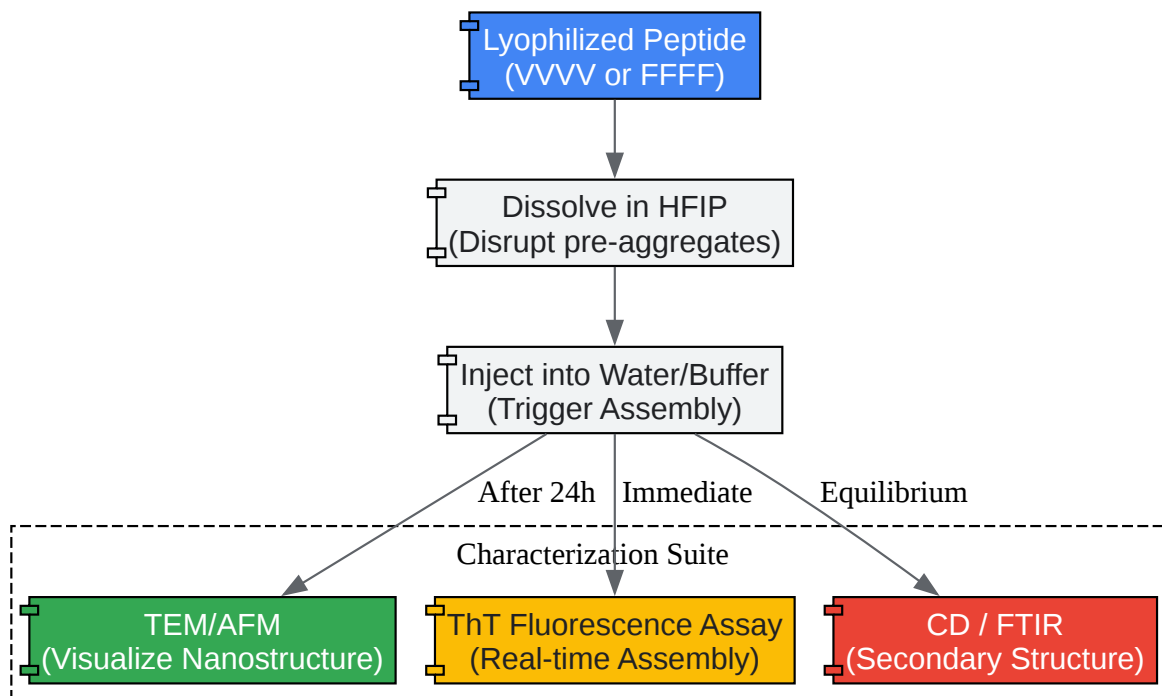 Lyophilized Peptide
(VVVV or FFFF)
Dissolve in HFIP
(Disrupt pre-aggregates)
Inject into Water/Buffer
(Trigger Assembly)
After 24h
Immediate
Equilibrium
Characterization Suite
TEM/AFM
(Visualize Nanostructure)
ThT Fluorescence Assay
(Real-time Assembly)
CD / FTIR
(Secondary Structure)